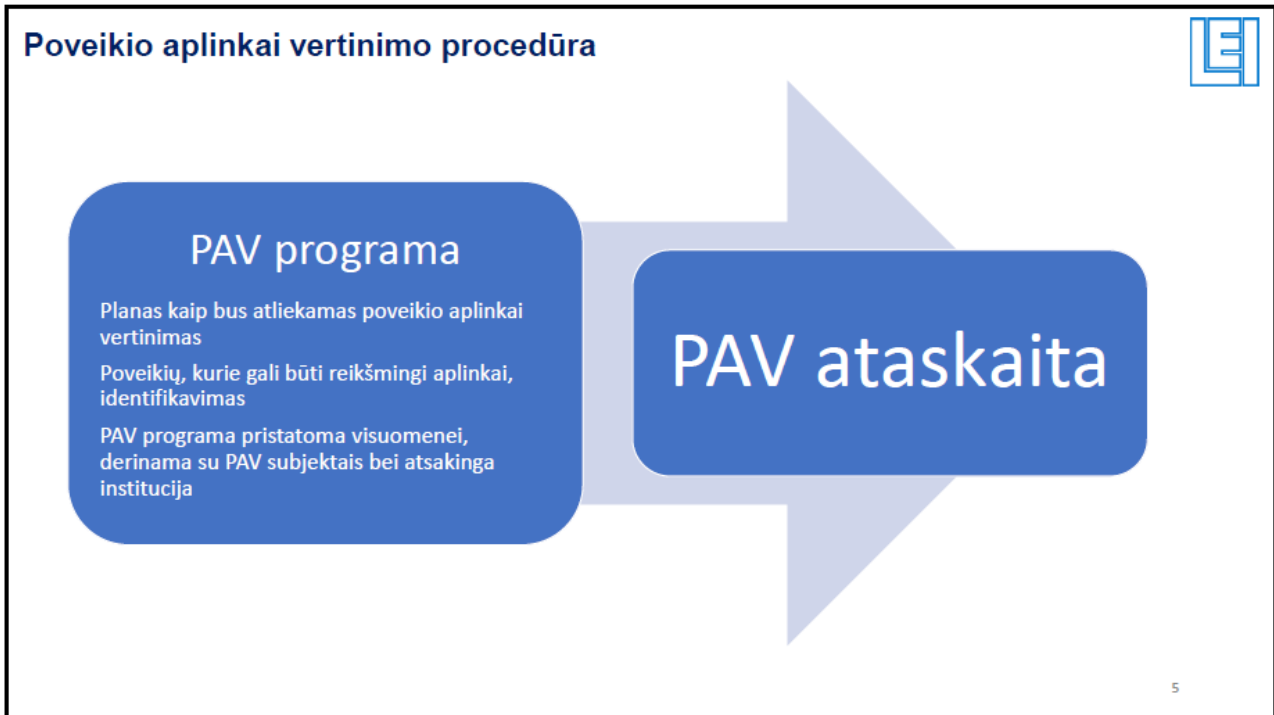 Poveikio aplinkai vertinimo procedūra
LEI
PAV programa
Planas kaip bus atliekamas poveikio aplinkai
vertinimas
Poveikių, kurie gali būti reikšmingi aplinkai,
identifikavimas
PAV programa pristatoma visuomenei,
derinama su PAV subjektais bei atsakinga
institucija
PAV ataskaita
5